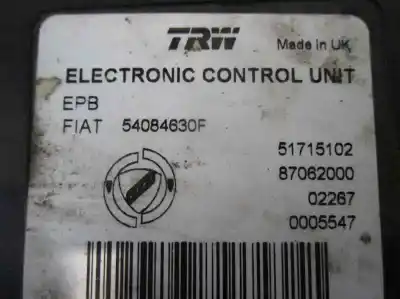 TRW Made in UK
ELECTRONIC CONTROL UNIT
EPB
FIAT 54084630F
51715102
87062000
02267
0005547